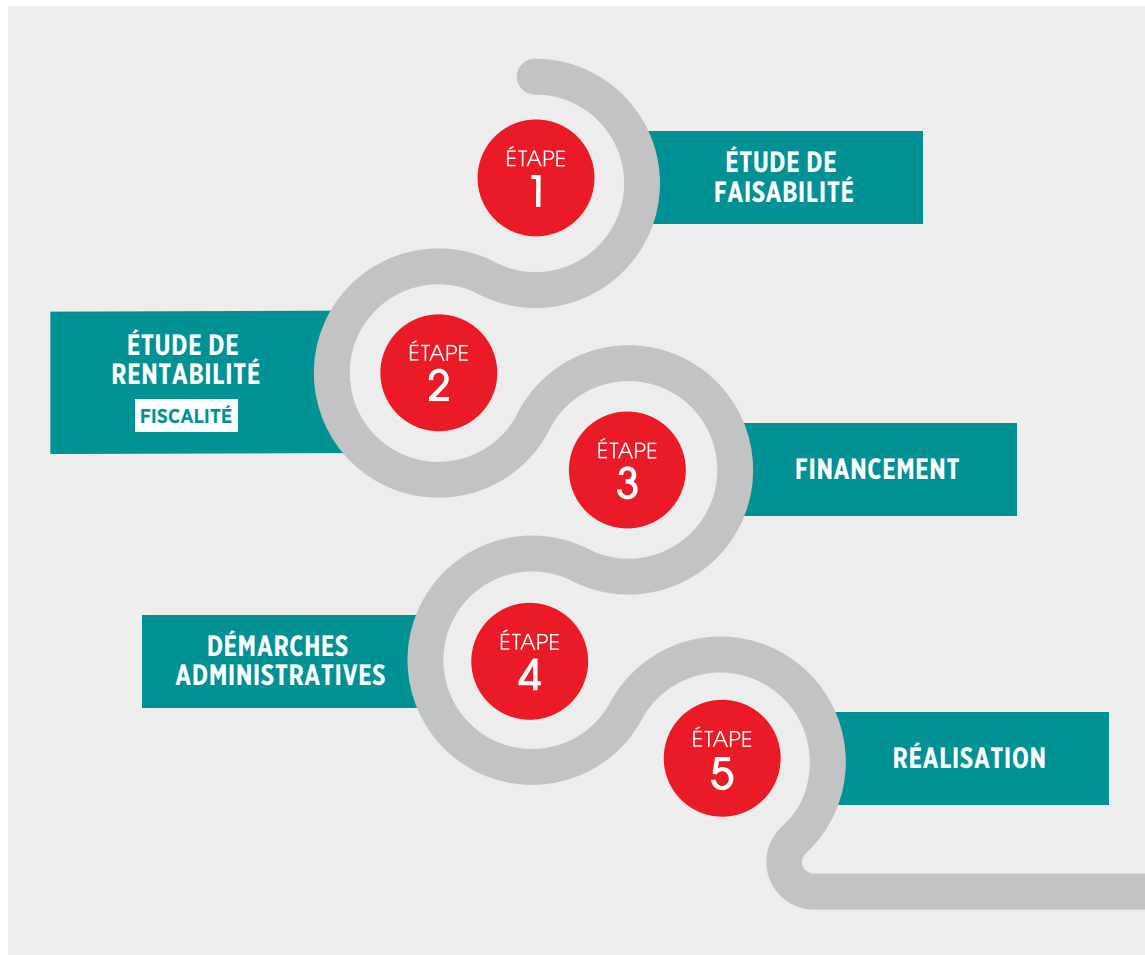 ÉTAPE
1
ÉTUDE DE
FAISABILITÉ
ÉTUDE DE
RENTABILITÉ
FISCALITÉ
ÉTAPE
2
ÉTAPE
3
FINANCEMENT
DÉMARCHES
ADMINISTRATIVES
ÉTAPE
4
ÉTAPE
5
RÉALISATION